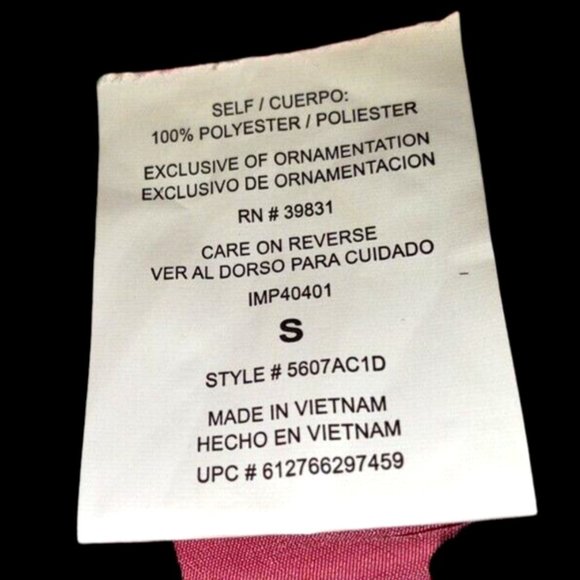 SELF / CUERPO:
100% POLYESTER / POLIESTER
EXCLUSIVE OF ORNAMENTATION
EXCLUSIVO DE ORNAMENTACION
RN # 39831
CARE ON REVERSE
VER AL DORSO PARA CUIDADO
IMP40401
S
STYLE # 5607AC1D
MADE IN VIETNAM
HECHO EN VIETNAM
UPC # 612766297459